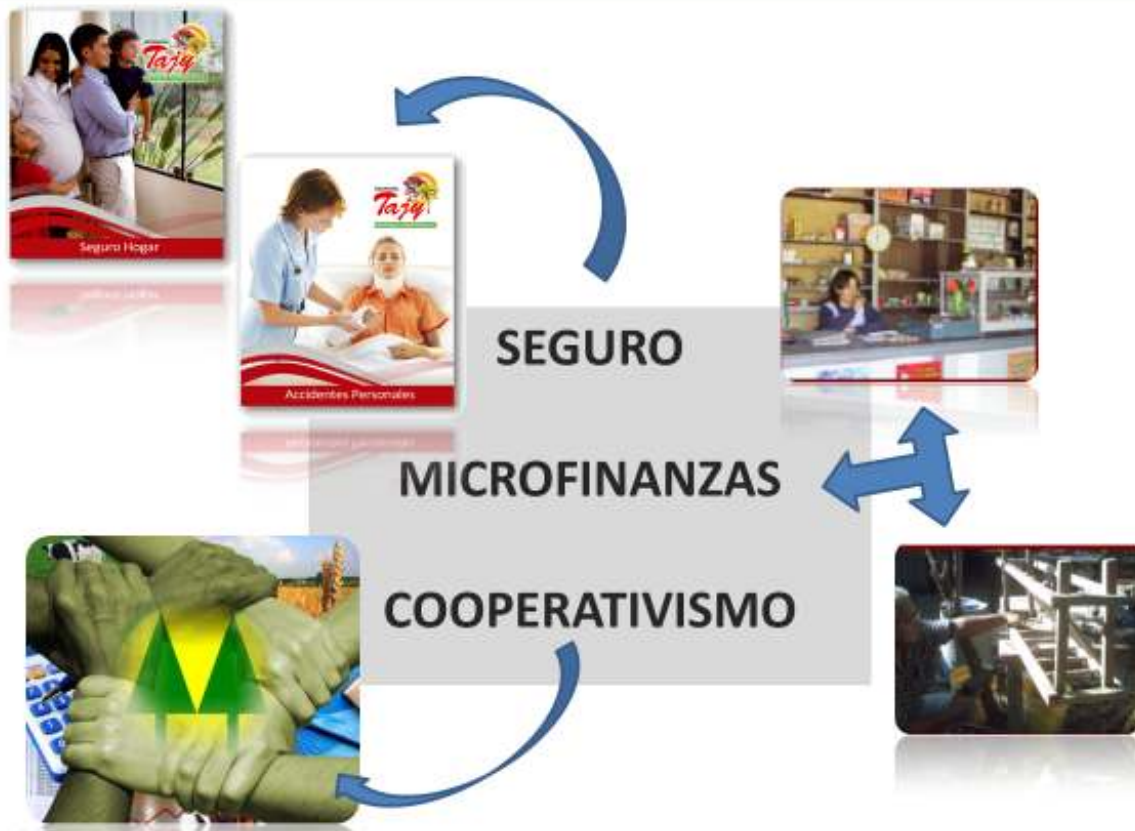 Tajy
Seguro Hogar
Tajy
Accidentes Personales
SEGURO
MICROFINANZAS
COOPERATIVISMO